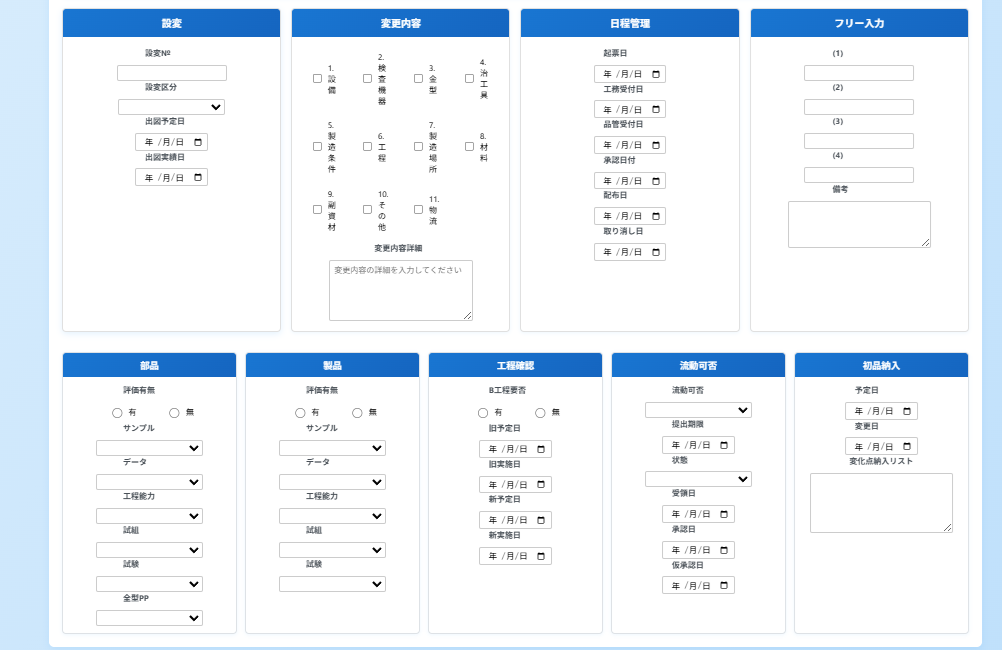 設変
設変№
設変区分
出図予定日
年 /月/日
出図実績日
年 /月/日
変更内容
1. 設備
2. 検査機器
3. 金型
4. 治工具
5. 製造条件
6. 工程
7. 製造場所
8. 材料
9. 副資材
10. その他
11. 物流
変更内容詳細
変更内容の詳細を入力してください
日程管理
起票日
年 /月/日
工務受付日
年 /月/日
品管受付日
年 /月/日
承認日付
年 /月/日
配布日
年 /月/日
取り消し日
年 /月/日
フリー入力
(1)
(2)
(3)
(4)
備考
部品
評価有無
有 無
サンプル
データ
工程能力
試組
試験
全型PP
製品
評価有無
有 無
サンプル
データ
工程能力
試組
試験
工程確認
B工程要否
有 無
旧予定日
年 /月/日
旧実施日
年 /月/日
新予定日
年 /月/日
新実施日
年 /月/日
流動可否
流動可否
提出期限
年 /月/日
状態
受領日
年 /月/日
承認日
年 /月/日
仮承認日
年 /月/日
初品納入
予定日
年 /月/日
変更日
年 /月/日
変化点納入リスト